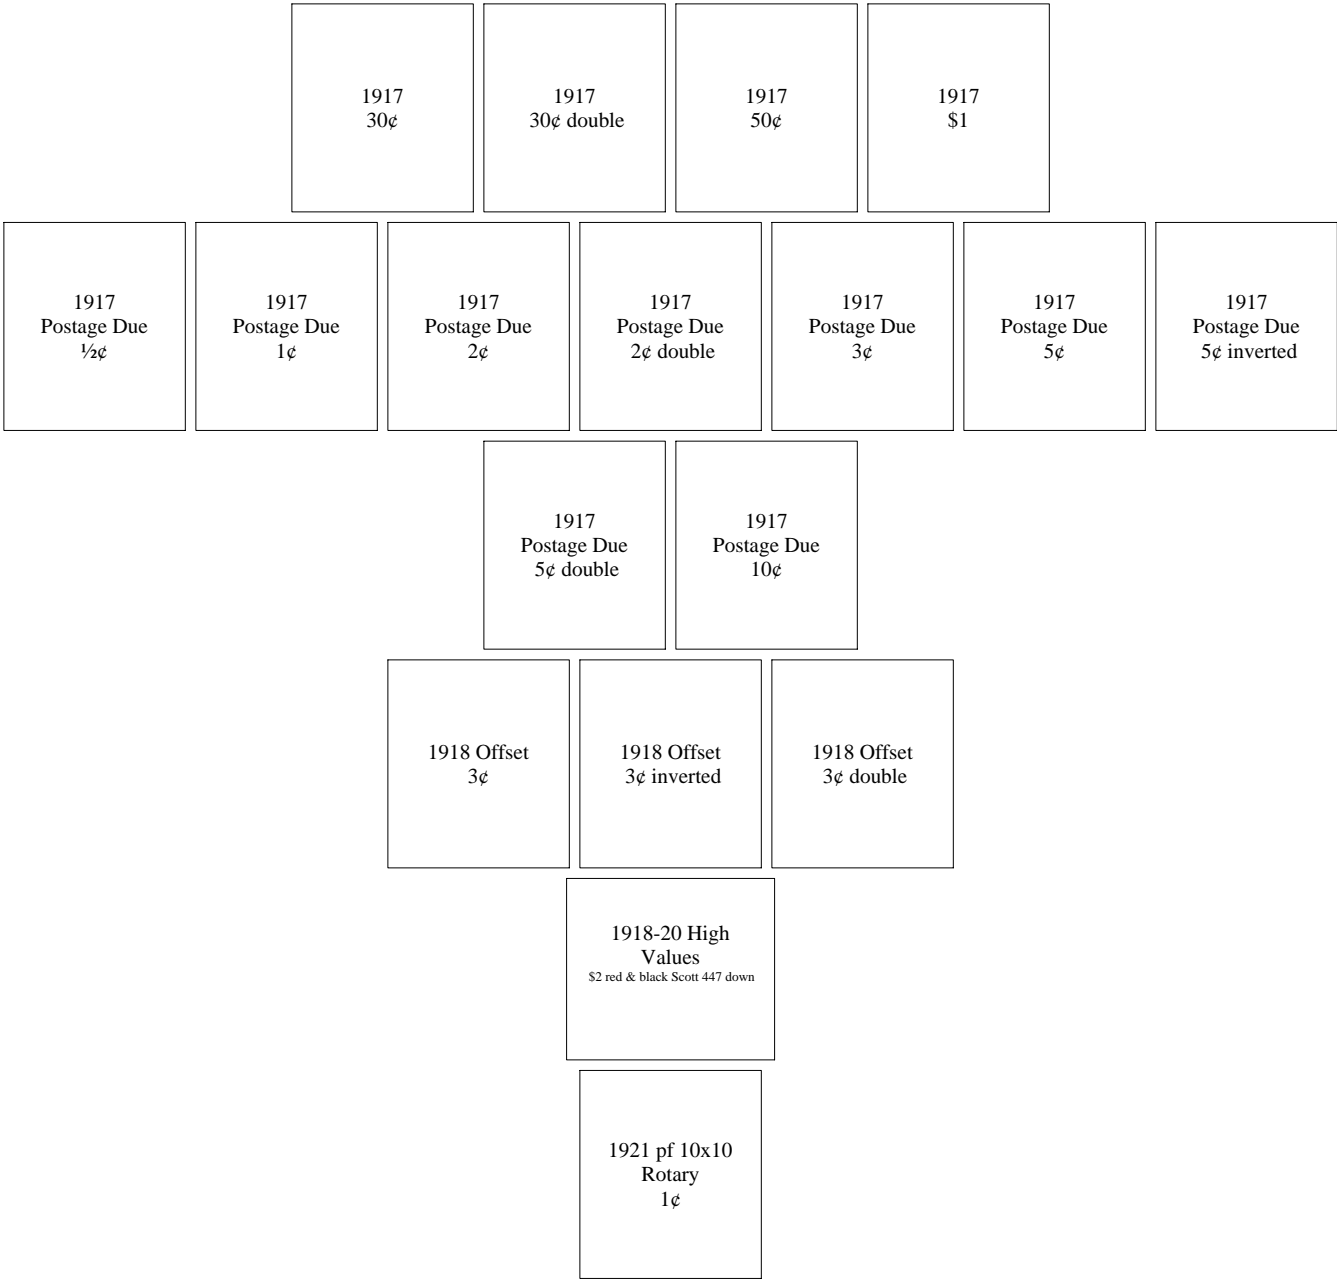 1917
30¢
1917
30¢ double
1917
50¢
1917
$1
1917
Postage Due
½¢
1917
Postage Due
1¢
1917
Postage Due
2¢
1917
Postage Due
2¢ double
1917
Postage Due
3¢
1917
Postage Due
5¢
1917
Postage Due
5¢ inverted
1917
Postage Due
5¢ double
1917
Postage Due
10¢
1918 Offset
3¢
1918 Offset
3¢ inverted
1918 Offset
3¢ double
1918-20 High
Values
$2 red & black Scott 447 down
1921 pf 10x10
Rotary
1¢